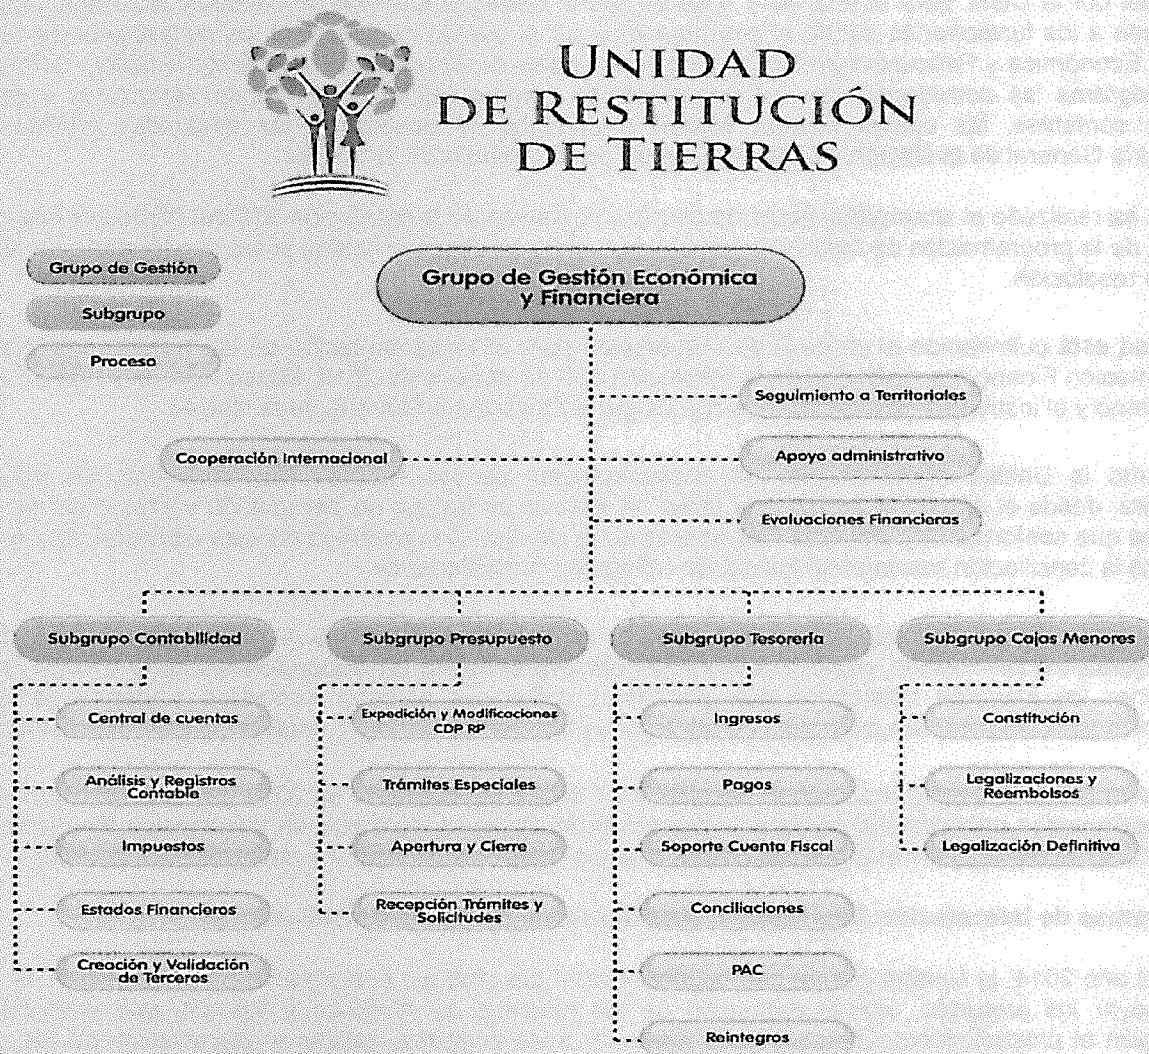 UNIDAD
DE RESTITUCIÓN
DE TIERRAS
Grupo de Gestión
Subgrupo
Proceso
Grupo de Gestión Económica
y Financiera
Seguimiento a Territoriales
Cooperación Internacional
Apoyo administrativo
Evaluaciones Financieras
Subgrupo Contabilidad
Subgrupo Presupuesto
Subgrupo Tesorería
Subgrupo Cajas Menores
Central de cuentas
Análisis y Registros
Contable
Impuestos
Estados Financieros
Creación y Validación
de Terceros
Expedición y Modificaciones
CDP RP
Trámites Especiales
Apertura y Cierre
Recepción Trámites y
Solicitudes
Ingresos
Pagos
Soporte Cuenta Fiscal
Conciliaciones
PAC
Reintegros
Constitución
Legalizaciones y
Reembolsos
Legalización Definitiva